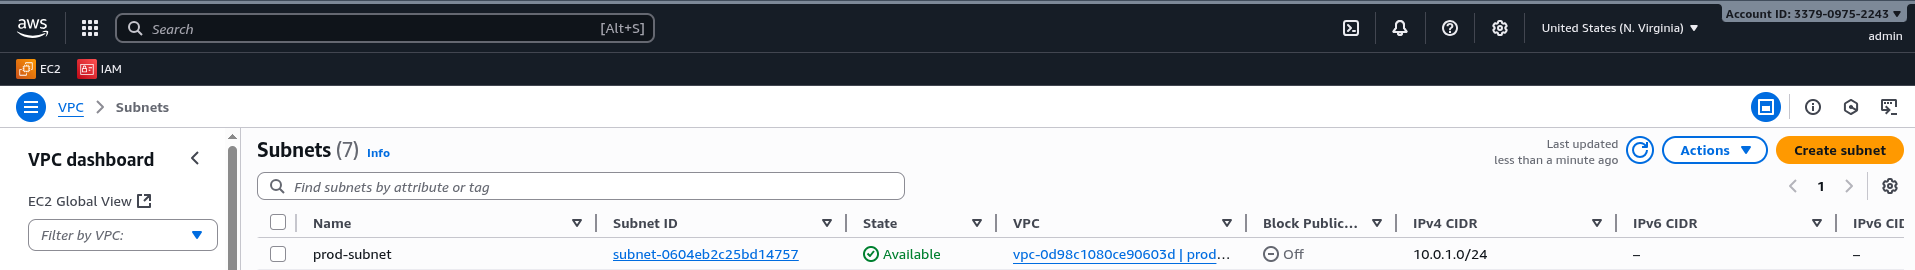 aws
Search [Alt+S]
United States (N. Virginia)
Account ID: 3379-0975-2243
admin
EC2 IAM
VPC Subnets
VPC dashboard
EC2 Global View
Filter by VPC:
Subnets (7) Info
Last updated
less than a minute ago
Actions
Create subnet
Find subnets by attribute or tag
1
Name Subnet ID State VPC Block Public... IPv4 CIDR IPv6 CIDR IPv6 CID
prod-subnet subnet-0604eb2c25bd14757 Available vpc-0d98c1080ce90603d | prod... Off 10.0.1.0/24 – –